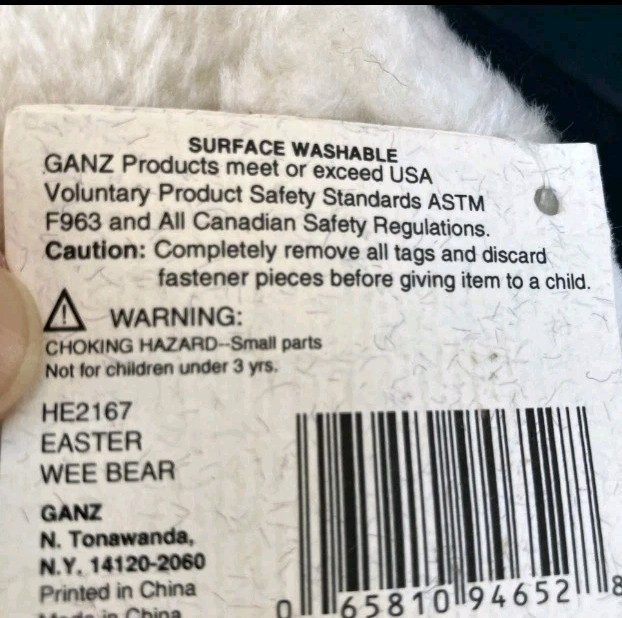 SURFACE WASHABLE
GANZ Products meet or exceed USA
Voluntary Product Safety Standards ASTM
F963 and All Canadian Safety Regulations.
Caution: Completely remove all tags and discard
fastener pieces before giving item to a child.
WARNING:
CHOKING HAZARD--Small parts
Not for children under 3 yrs.
HE2167
EASTER
WEE BEAR
GANZ
N. Tonawanda,
N.Y. 14120-2060
Printed in China
Made in China
0 65810 94652 8